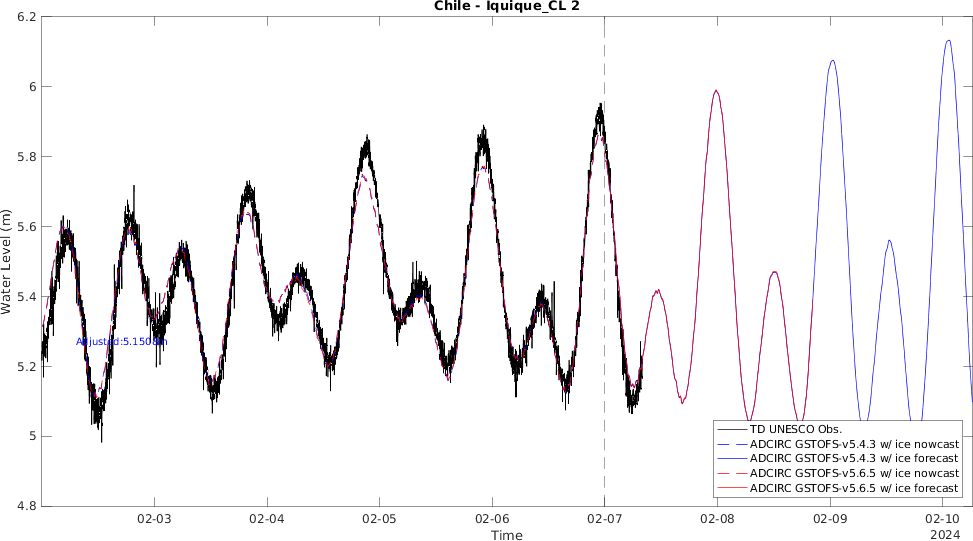 Chile - Iquique_CL 2
6.2
6
5.8
5.6
5.4
5.2
5
4.8
Water Level (m)
02-03
02-04
02-05
02-06
02-07
02-08
02-09
02-10
2024
Time
TD UNESCO Obs.
ADCIRC GSTOFS-v5.4.3 w/ ice nowcast
ADCIRC GSTOFS-v5.4.3 w/ ice forecast
ADCIRC GSTOFS-v5.6.5 w/ ice nowcast
ADCIRC GSTOFS-v5.6.5 w/ ice forecast